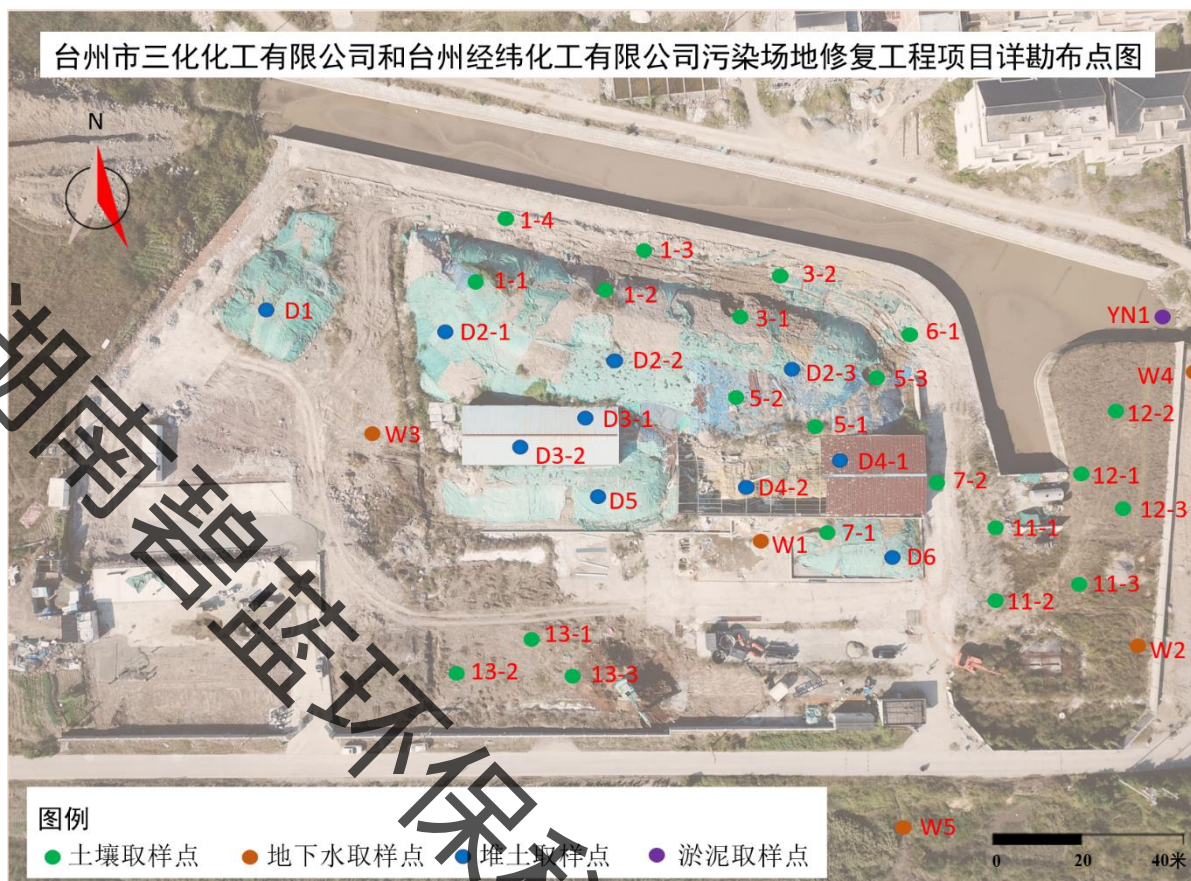 台州市三化化工有限公司和台州经纬化工有限公司污染场地修复工程项目详勘布点图
N
1-4
1-3
3-2
1-1
1-2
D1
3-1
YN1
D2-1
6-1
D2-2
D2-3
5-3
W4
5-2
12-2
D3-1
5-1
W3
D3-2
D4-1
12-1
7-2
D4-2
D5
12-3
11-1
7-1
W1
D6
11-3
11-2
13-1
W2
13-2
13-3
图例
土壤取样点
地下水取样点
堆土取样点
淤泥取样点
W5
0 20 40米
湖南碧蓝环保科